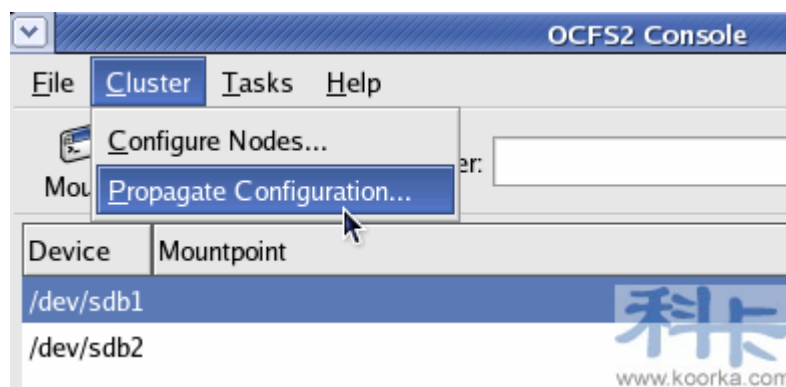 OCFS2 Console
File Cluster Tasks Help
Configure Nodes...
er:
Mou
Propagate Configuration...
Device Mountpoint
/dev/sdb1
/dev/sdb2
科卡
www.koorka.com